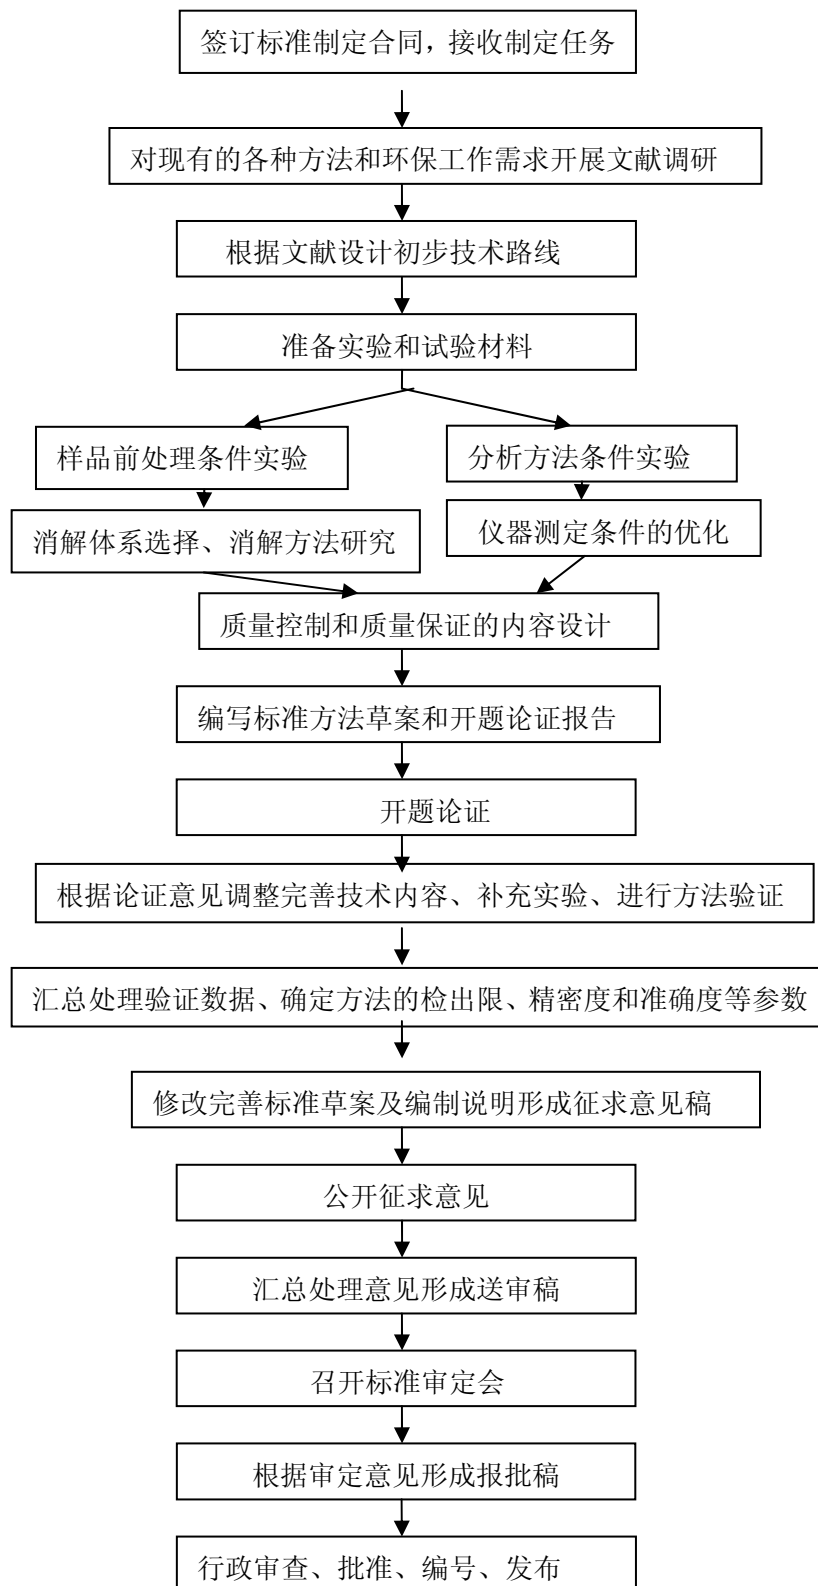 签订标准制定合同，接收制定任务
对现有的各种方法和环保工作需求开展文献调研
根据文献设计初步技术路线
准备实验和试验材料
样品前处理条件实验
分析方法条件实验
消解体系选择、消解方法研究
仪器测定条件的优化
质量控制和质量保证的内容设计
编写标准方法草案和开题论证报告
开题论证
根据论证意见调整完善技术内容、补充实验、进行方法验证
汇总处理验证数据、确定方法的检出限、精密度和准确度等参数
修改完善标准草案及编制说明形成征求意见稿
公开征求意见
汇总处理意见形成送审稿
召开标准审定会
根据审定意见形成报批稿
行政审查、批准、编号、发布